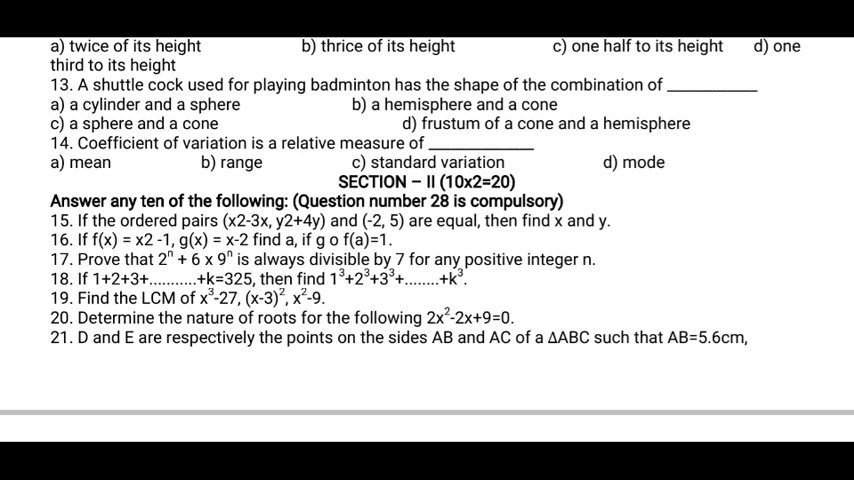 a) twice of its height b) thrice of its height c) one half to its height d) one
third to its height
13. A shuttle cock used for playing badminton has the shape of the combination of __________
a) a cylinder and a sphere b) a hemisphere and a cone
c) a sphere and a cone d) frustum of a cone and a hemisphere
14. Coefficient of variation is a relative measure of _______________
a) mean b) range c) standard variation d) mode
SECTION – II (10x2=20)
Answer any ten of the following: (Question number 28 is compulsory)
15. If the ordered pairs (x2-3x, y2+4y) and (-2, 5) are equal, then find x and y.
16. If f(x) = x2 -1, g(x) = x-2 find a, if g o f(a)=1.
17. Prove that 2ⁿ + 6 x 9ⁿ is always divisible by 7 for any positive integer n.
18. If 1+2+3+...........+k=325, then find 1³+2³+3³+........+k³.
19. Find the LCM of x³-27, (x-3)², x²-9.
20. Determine the nature of roots for the following 2x²-2x+9=0.
21. D and E are respectively the points on the sides AB and AC of a ΔABC such that AB=5.6cm,